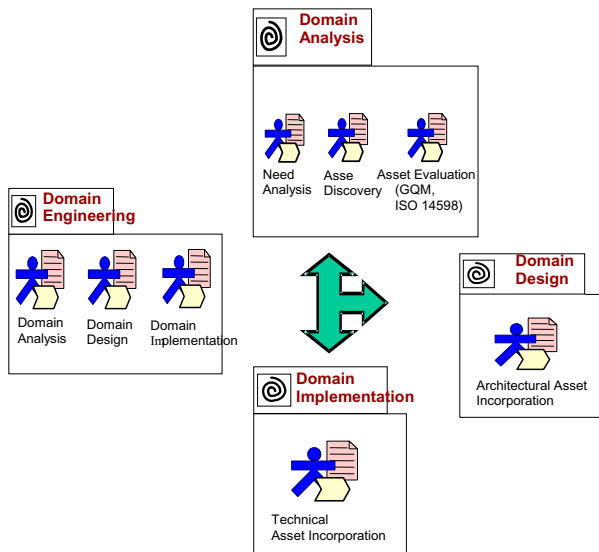 Domain
Analysis
Need
Analysis
Asse
Discovery
Asset Evaluation
(GQM,
ISO 14598)
Domain
Engineering
Domain
Analysis
Domain
Design
Domain
Implementation
Domain
Design
Architectural Asset
Incorporation
Domain
Implementation
Technical
Asset Incorporation